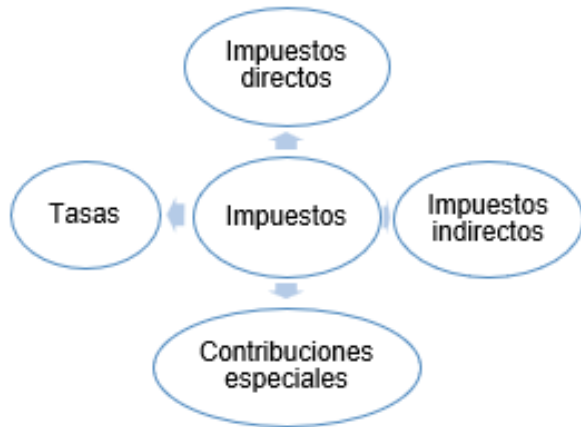 Impuestos
directos
Tasas
Impuestos
Impuestos
indirectos
Contribuciones
especiales